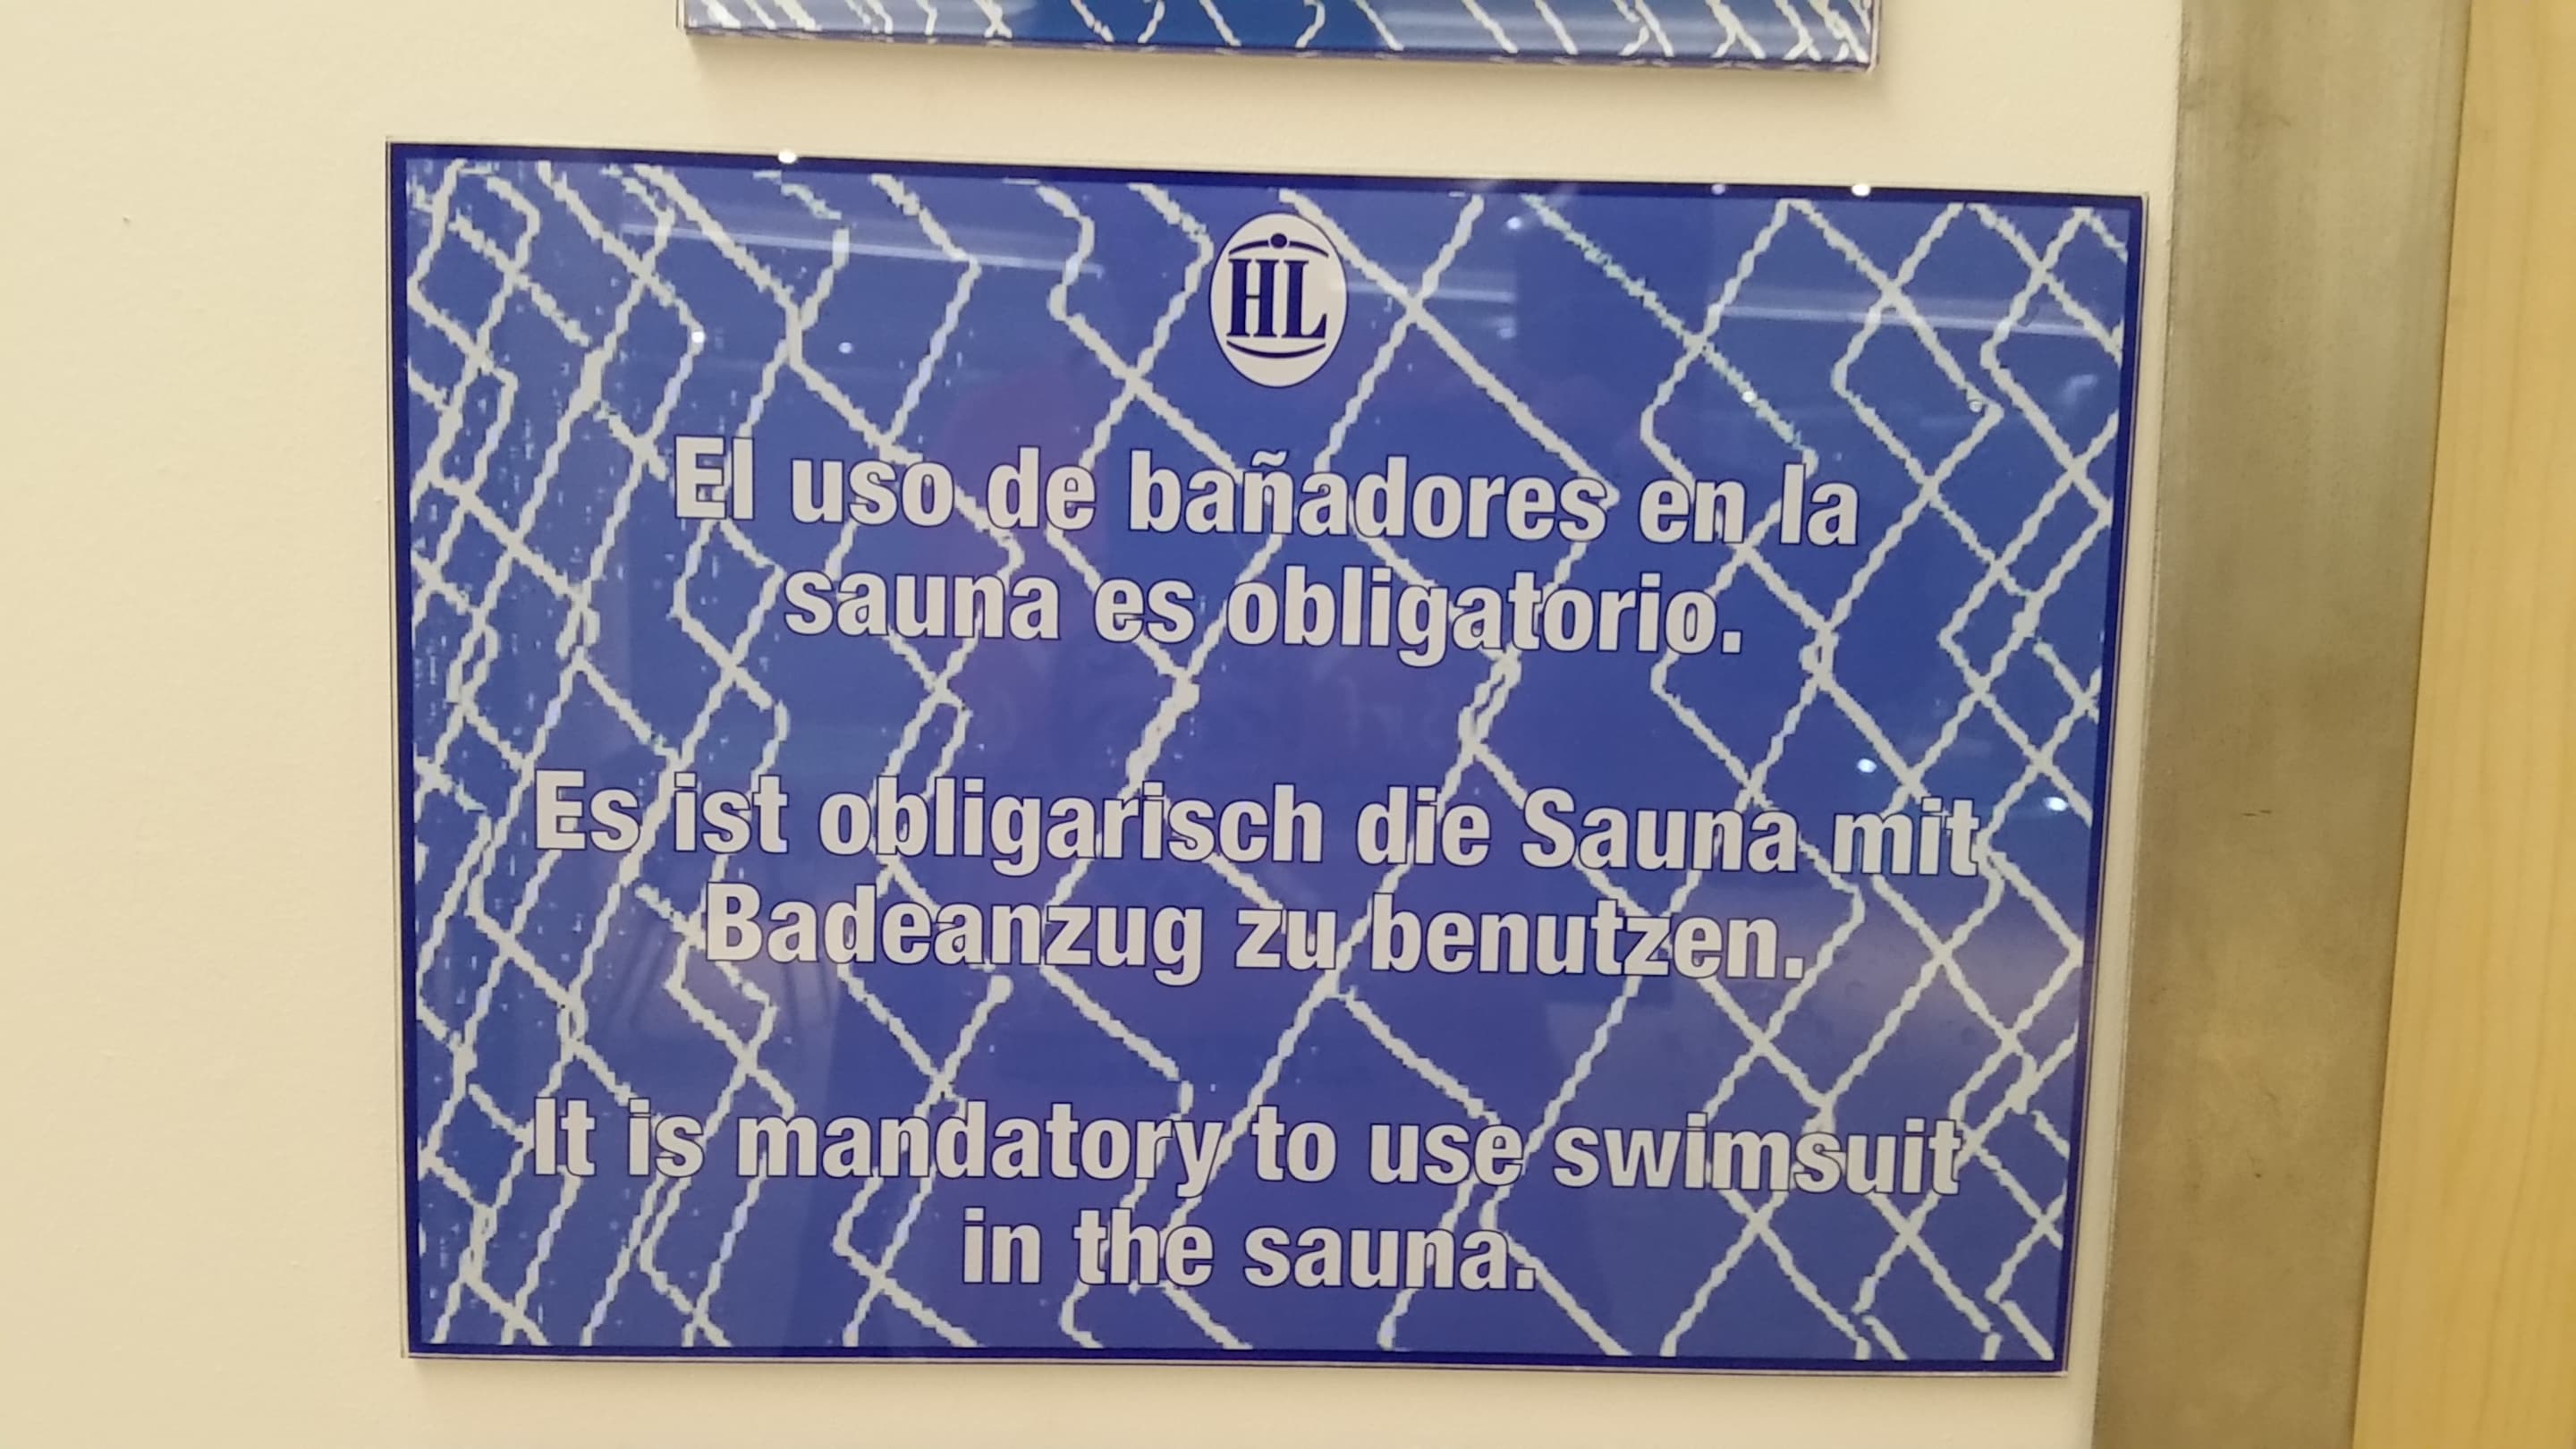 HL
El uso de bañadores en la
sauna es obligatorio.
Es ist obligarisch die Sauna mit
Badeanzug zu benutzen.
It is mandatory to use swimsuit
in the sauna.